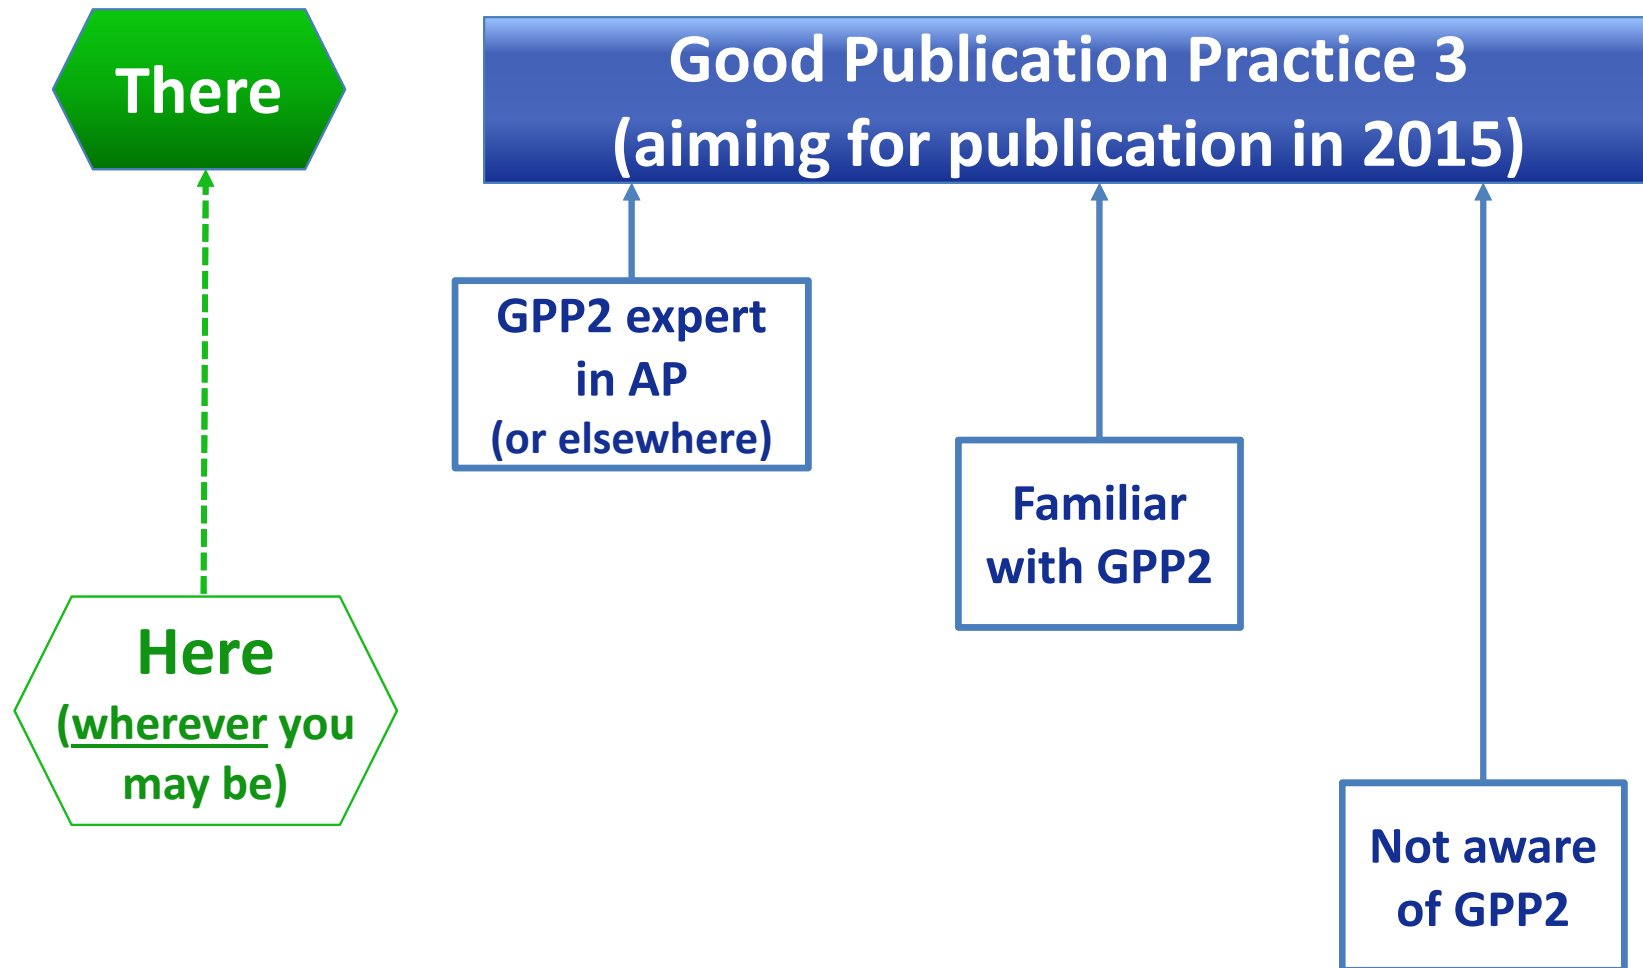 There
Good Publication Practice 3
(aiming for publication in 2015)
GPP2 expert
in AP
(or elsewhere)
Familiar
with GPP2
Here
(wherever you
may be)
Not aware
of GPP2